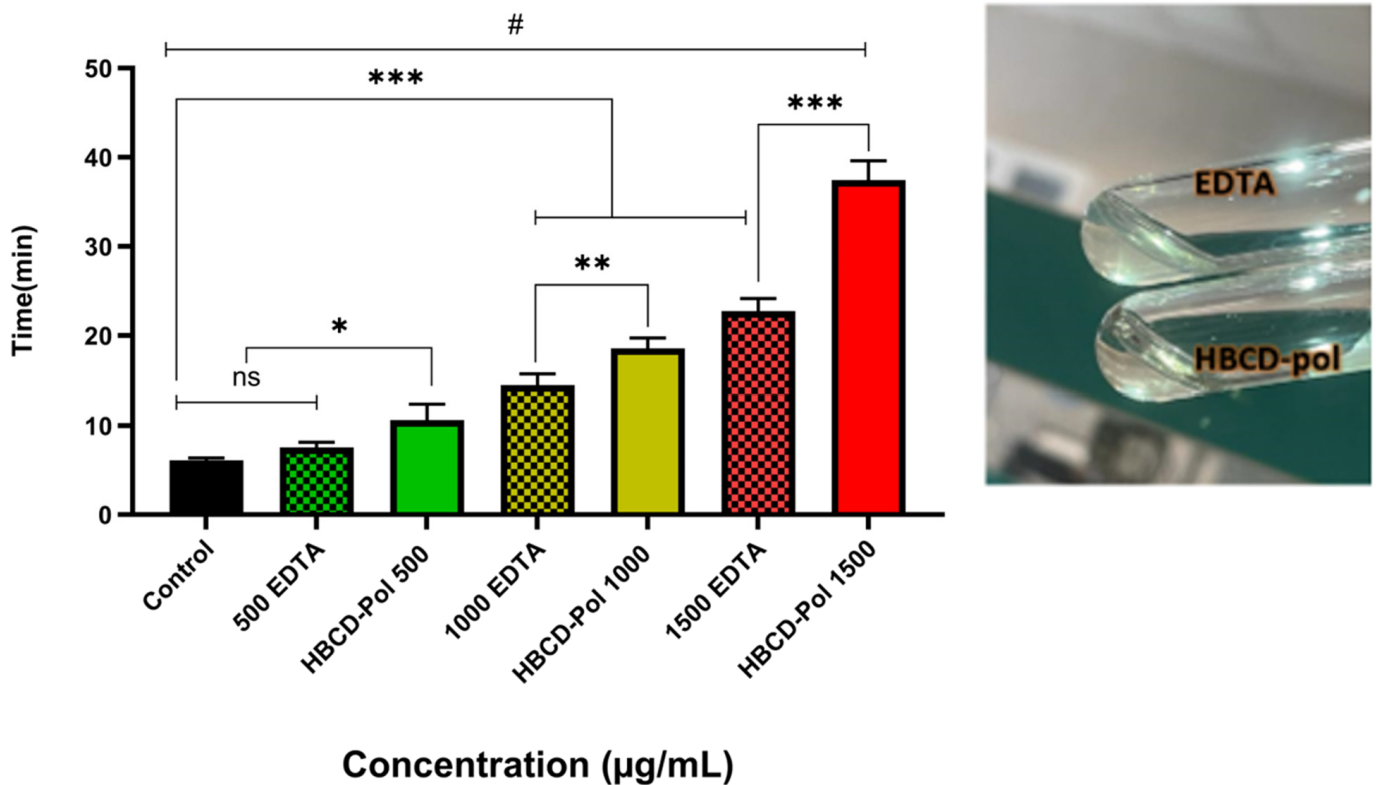 #
***
***
**
*
ns
50
40
30
20
10
0
Time(min)
Control
500 EDTA
HBCD-Pol 500
1000 EDTA
HBCD-Pol 1000
1500 EDTA
HBCD-Pol 1500
Concentration (µg/mL)
EDTA
HBCD-pol